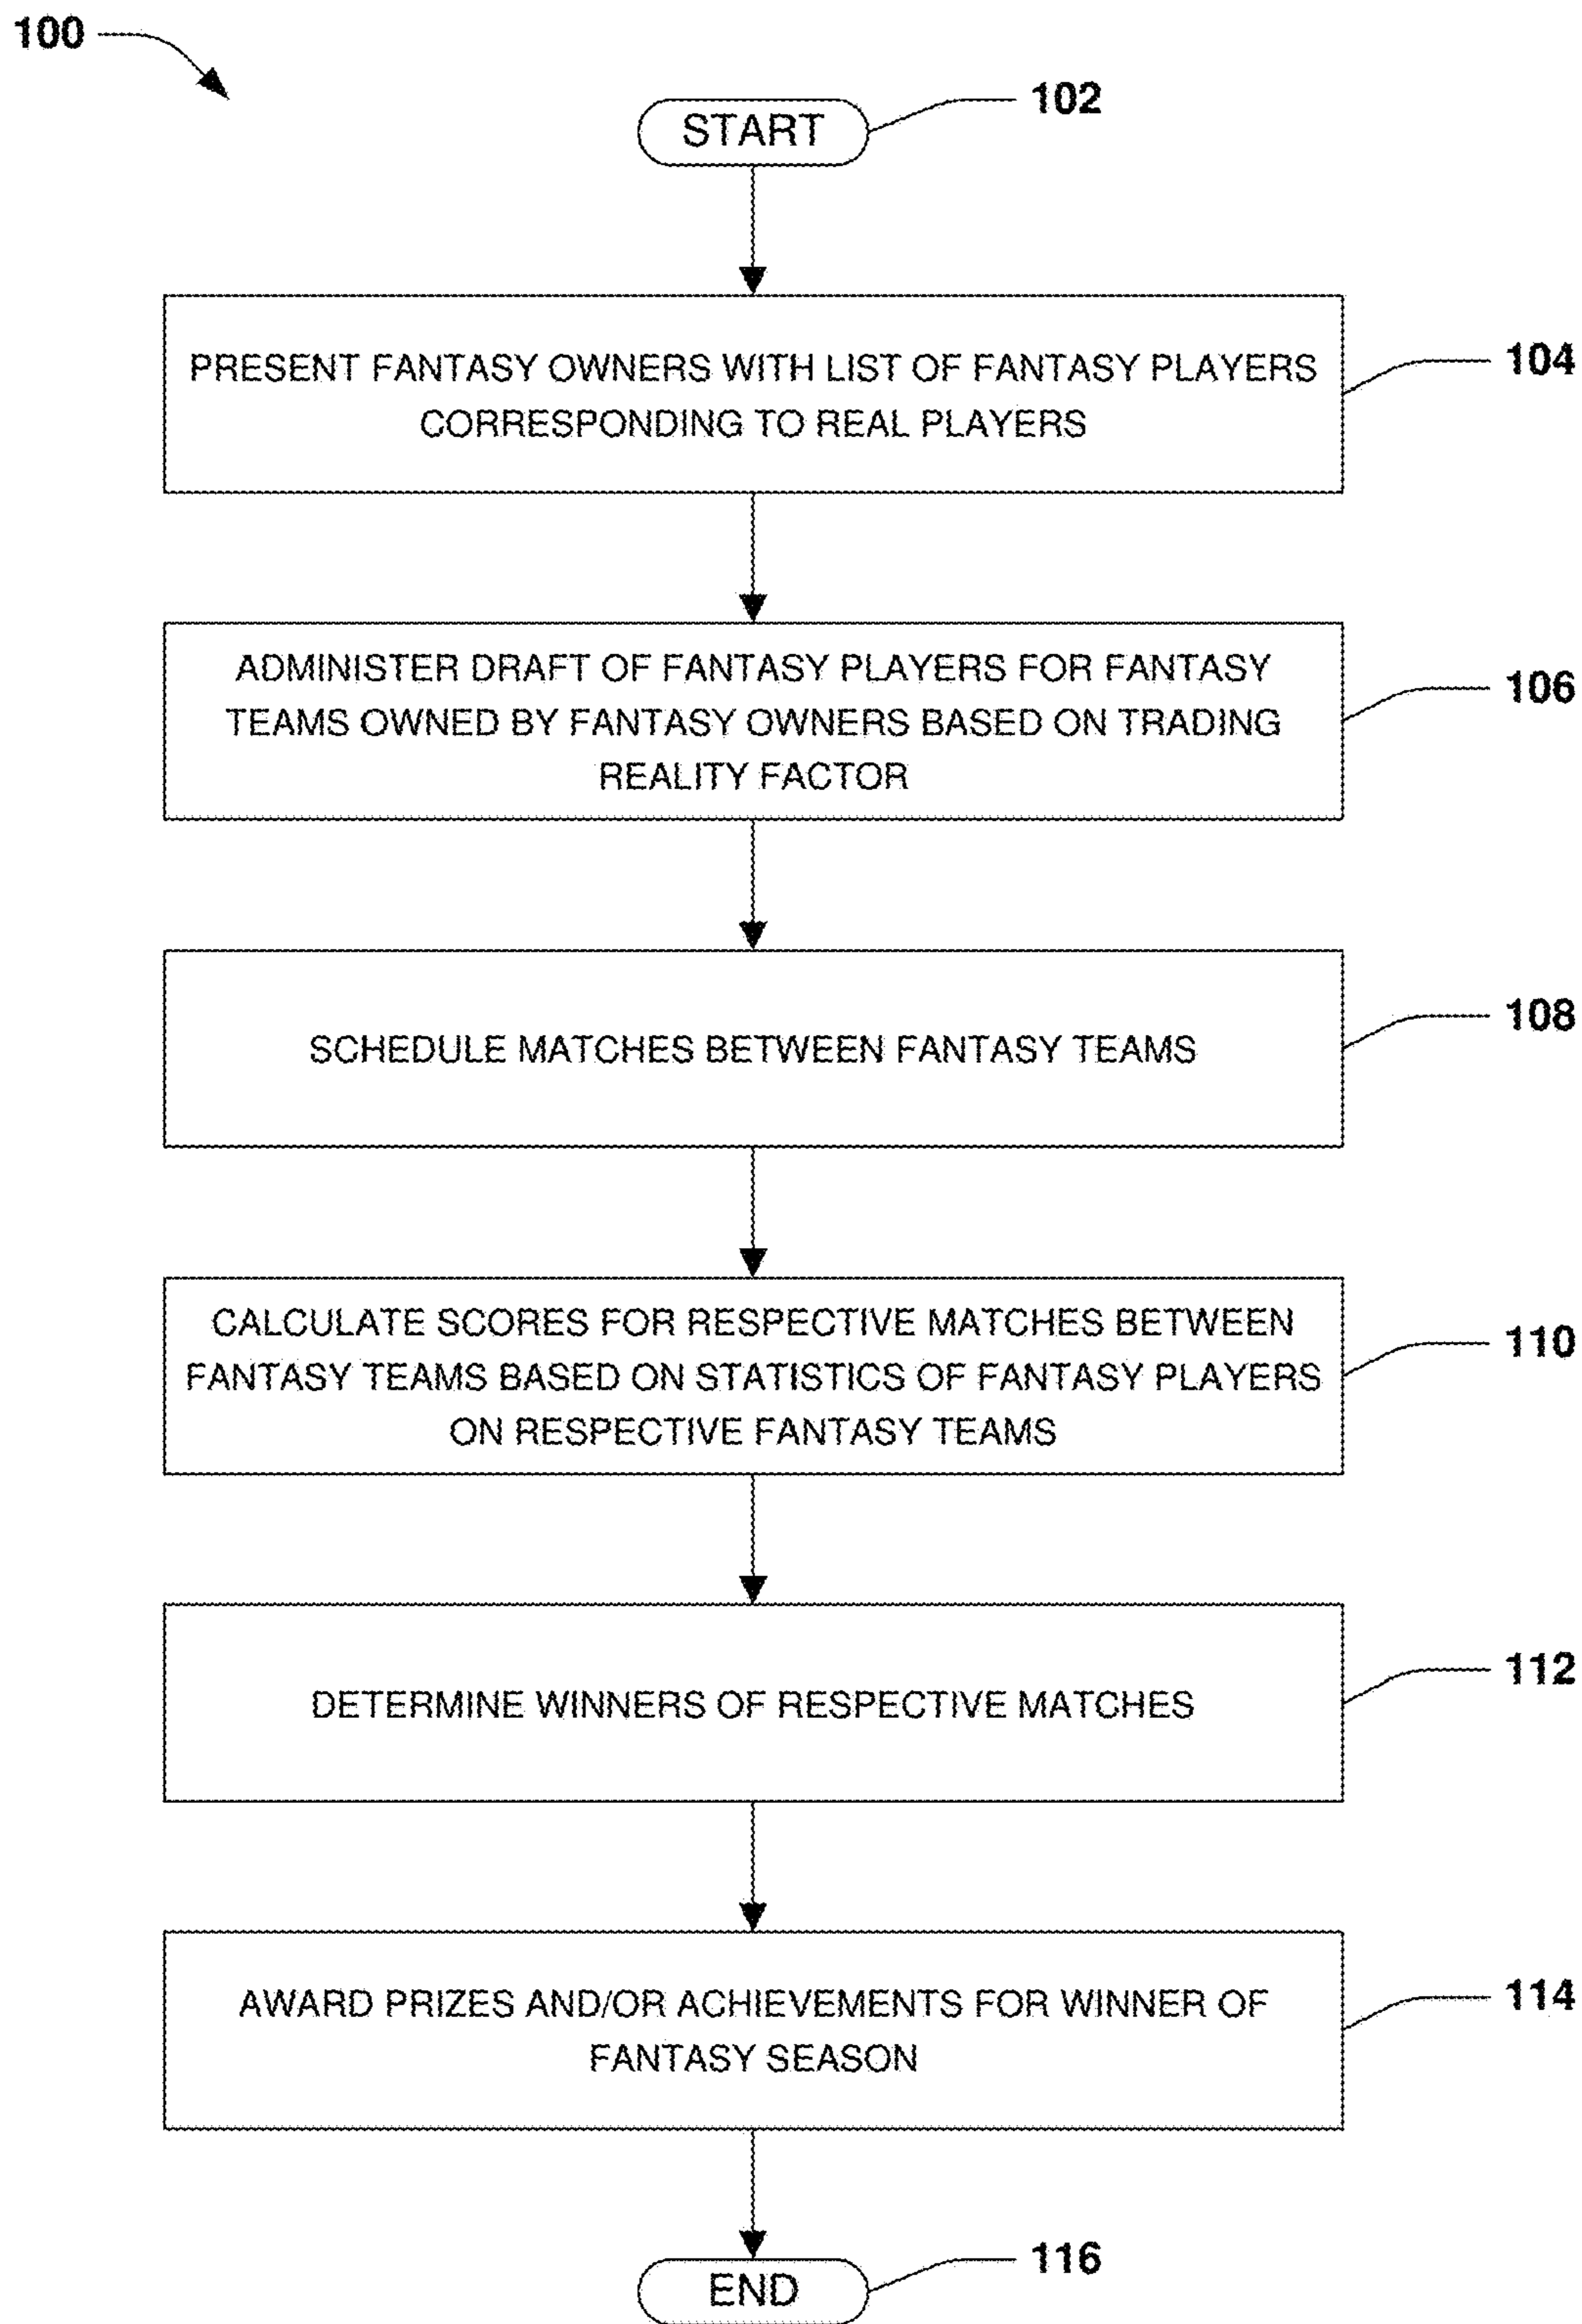 100
START
102
PRESENT FANTASY OWNERS WITH LIST OF FANTASY PLAYERS
CORRESPONDING TO REAL PLAYERS
104
ADMINISTER DRAFT OF FANTASY PLAYERS FOR FANTASY
TEAMS OWNED BY FANTASY OWNERS BASED ON TRADING
REALITY FACTOR
106
SCHEDULE MATCHES BETWEEN FANTASY TEAMS
108
CALCULATE SCORES FOR RESPECTIVE MATCHES BETWEEN
FANTASY TEAMS BASED ON STATISTICS OF FANTASY PLAYERS
ON RESPECTIVE FANTASY TEAMS
110
DETERMINE WINNERS OF RESPECTIVE MATCHES
112
AWARD PRIZES AND/OR ACHIEVEMENTS FOR WINNER OF
FANTASY SEASON
114
END
116